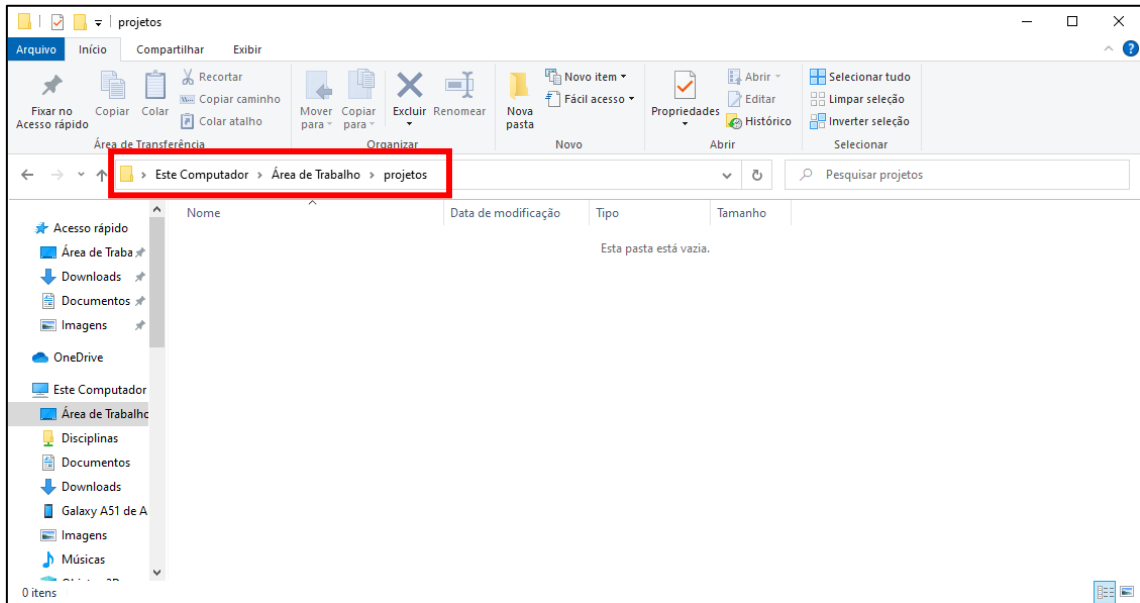 projetos
Arquivo Início Compartilhar Exibir
Fixar no Acesso rápido
Copiar
Colar
Recortar
Copiar caminho
Colar atalho
Área de Transferência
Mover para
Copiar para
Excluir
Renomear
Organizar
Nova pasta
Novo item
Fácil acesso
Novo
Propriedades
Abrir
Editar
Histórico
Abrir
Selecionar tudo
Limpar seleção
Inverter seleção
Selecionar
Este Computador > Área de Trabalho > projetos
Pesquisar projetos
Nome Data de modificação Tipo Tamanho
Esta pasta está vazia.
Acesso rápido
Área de Traba
Downloads
Documentos
Imagens
OneDrive
Este Computador
Área de Trabalho
Disciplinas
Documentos
Downloads
Galaxy A51 de A
Imagens
Músicas
0 itens